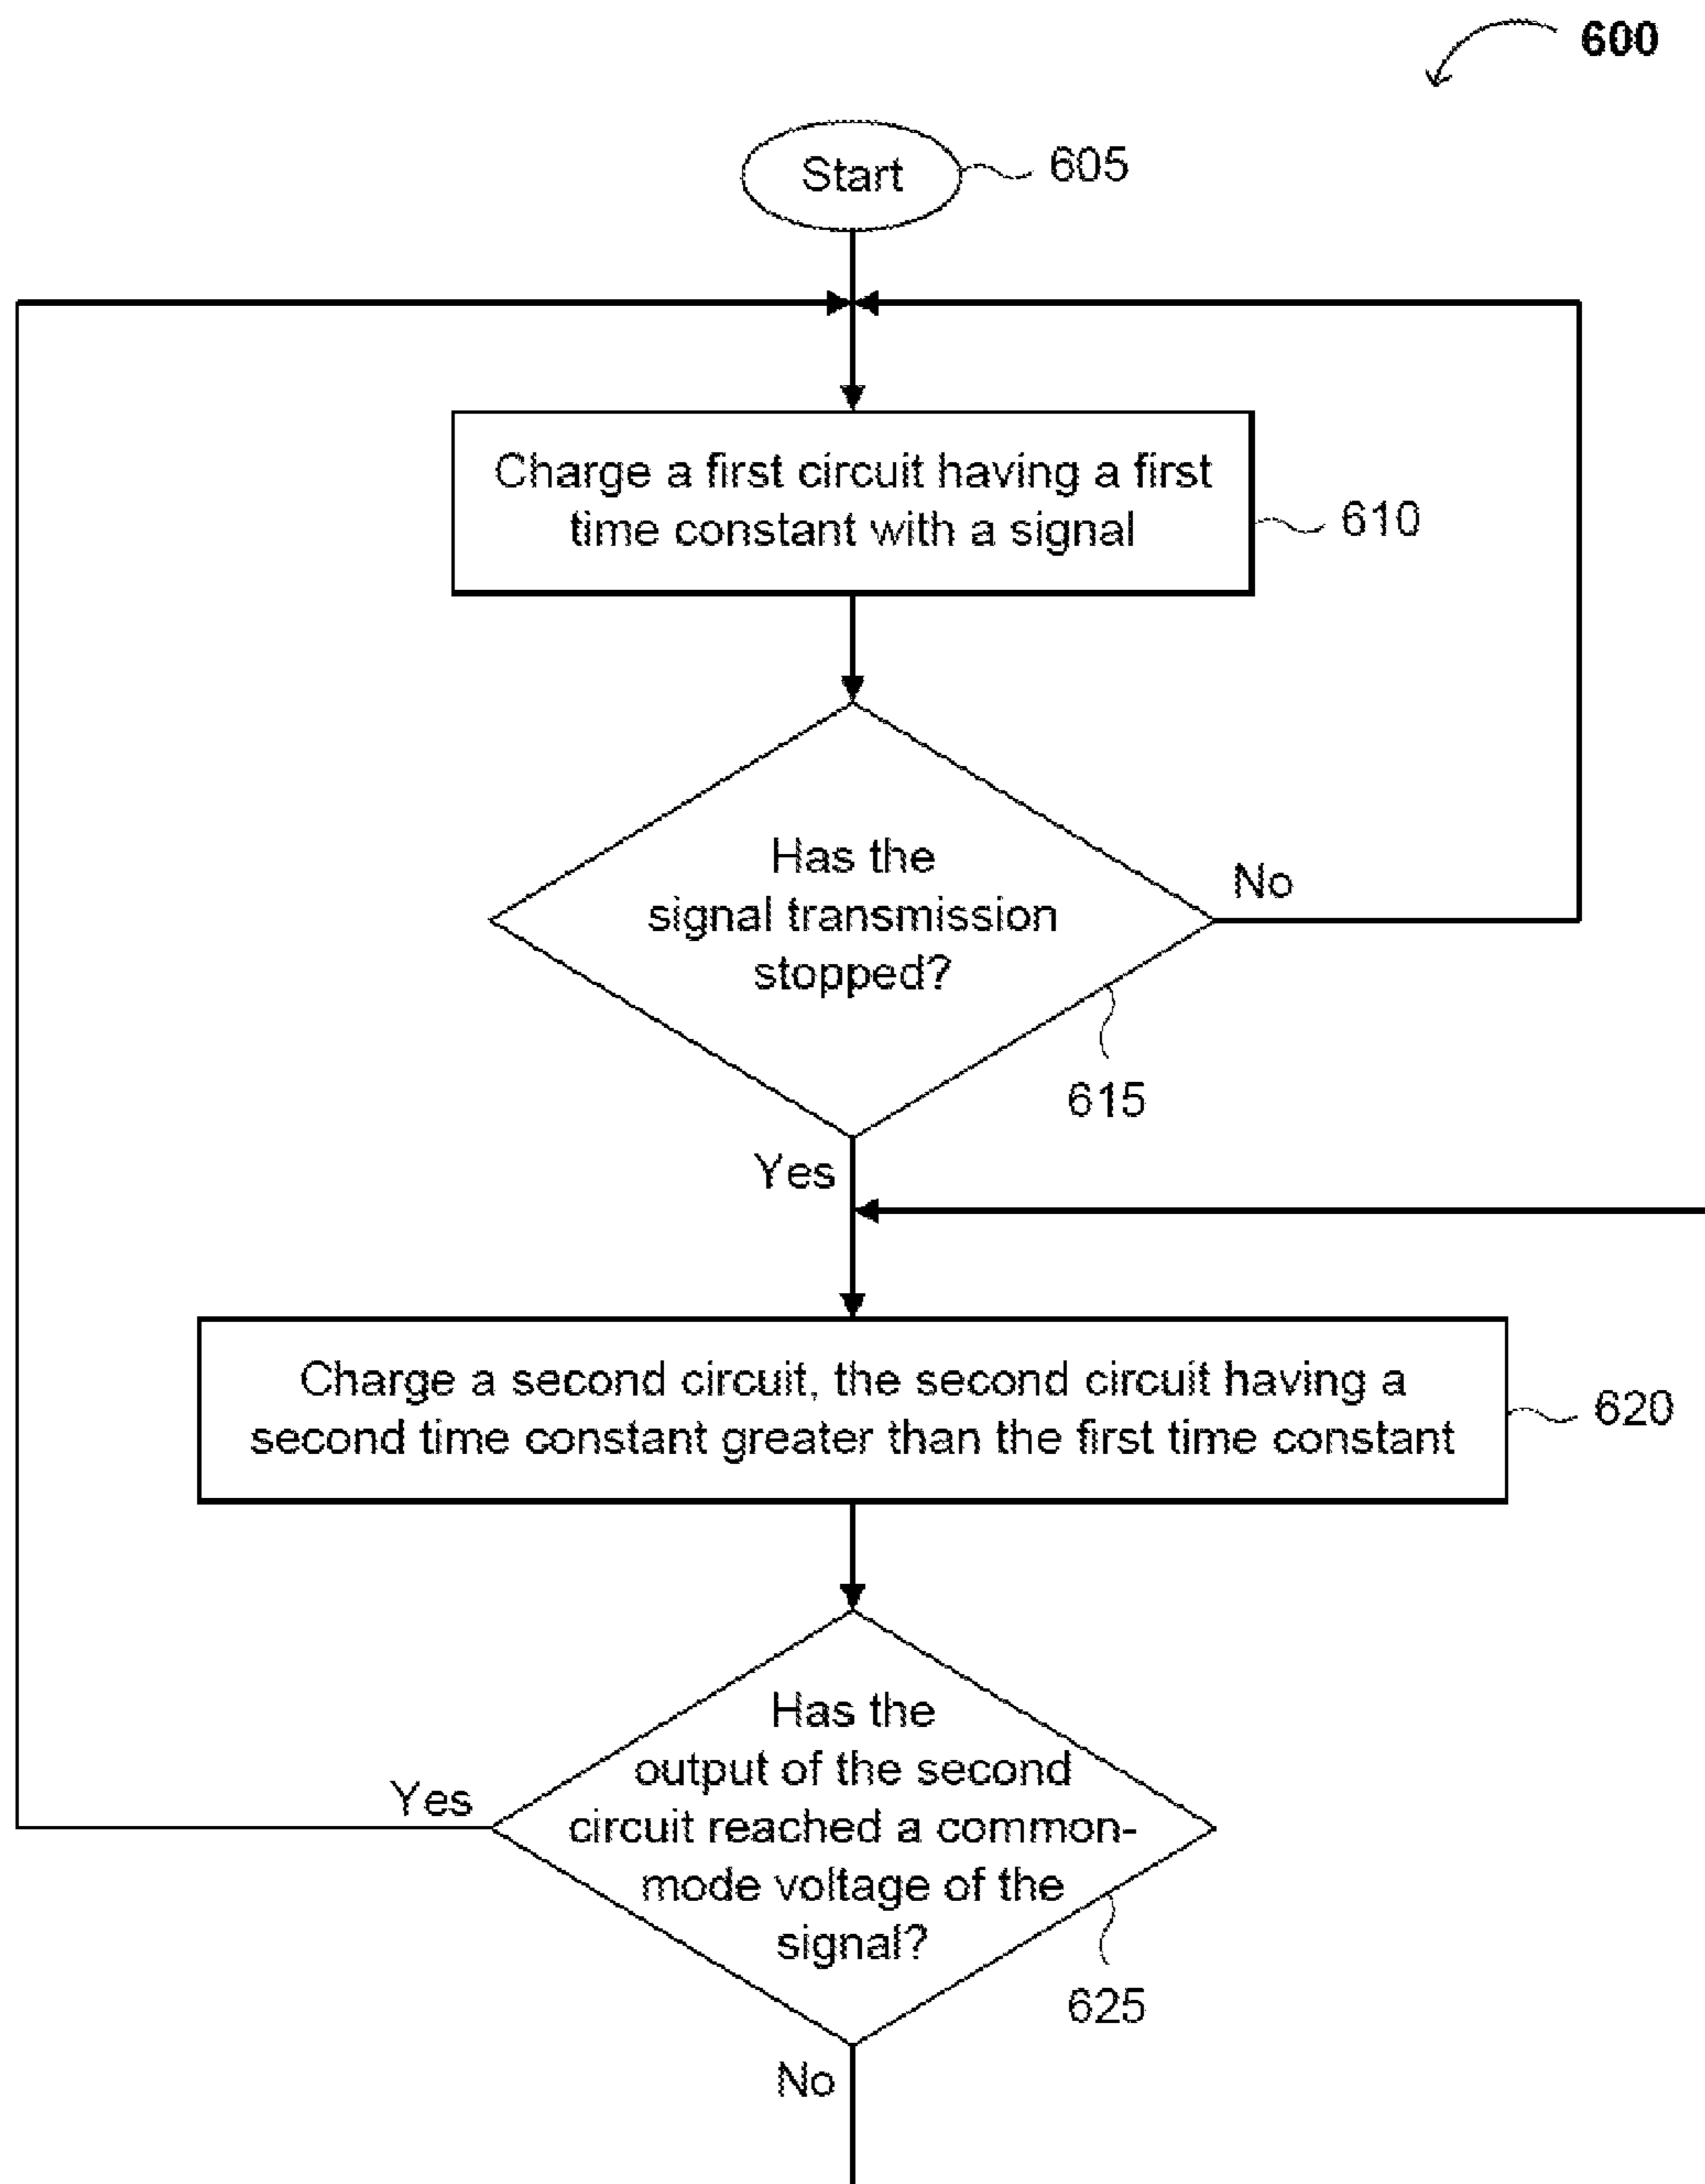 600
Start
605
Charge a first circuit having a first
time constant with a signal
610
Has the
signal transmission
stopped?
No
615
Yes
Charge a second circuit, the second circuit having a
second time constant greater than the first time constant
620
Has the
output of the second
circuit reached a common-
mode voltage of the
signal?
Yes
625
No